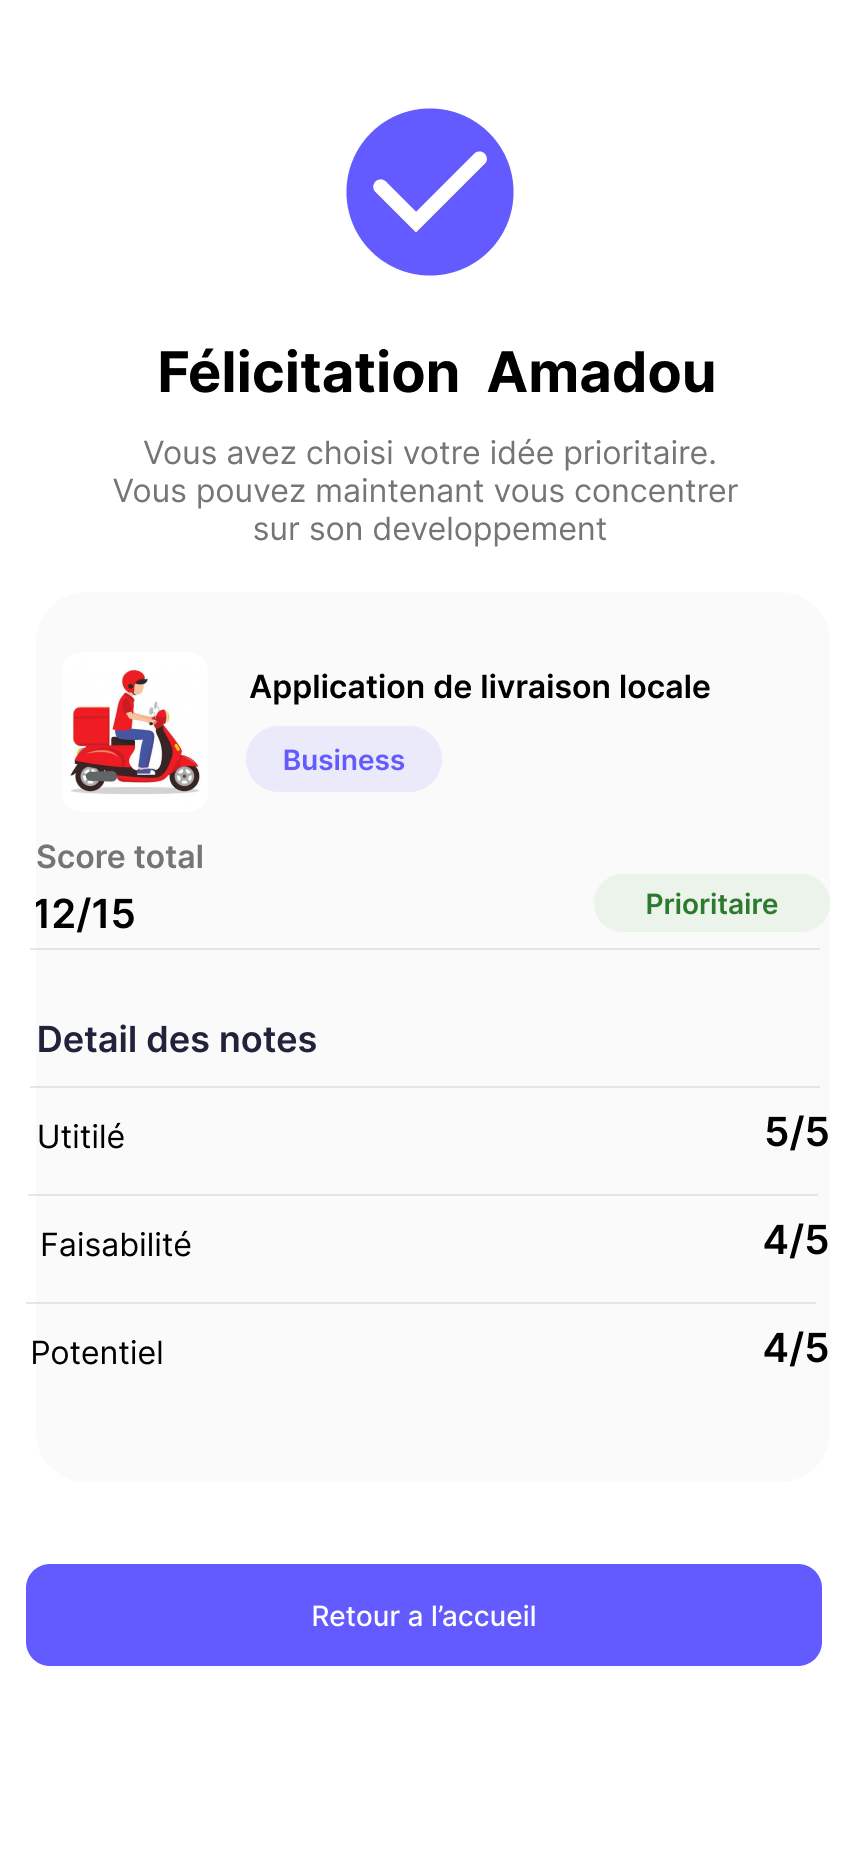 Félicitation  Amadou
Vous avez choisi votre idée prioritaire.
Vous pouvez maintenant vous concentrer
sur son developpement
Application de livraison locale
Business
Score total
12/15
Prioritaire
Detail des notes
Utitilé
5/5
Faisabilité
4/5
Potentiel
4/5
Retour a l’accueil